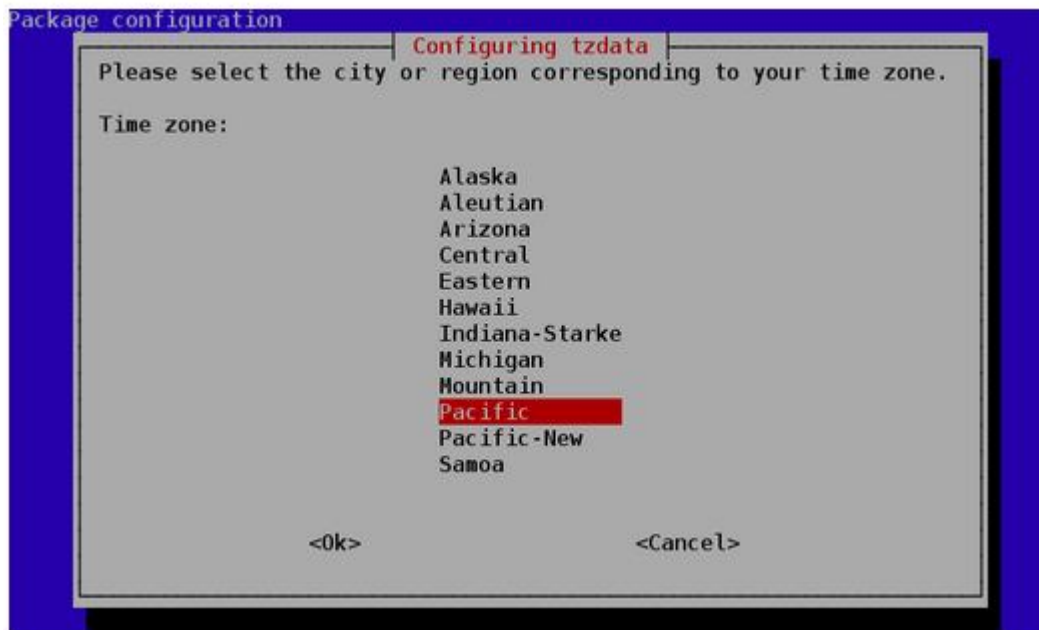 Package configuration
Configuring tzdata
Please select the city or region corresponding to your time zone.
Time zone:
Alaska
Aleutian
Arizona
Central
Eastern
Hawaii
Indiana-Starke
Michigan
Mountain
Pacific
Pacific-New
Samoa
<Ok> <Cancel>